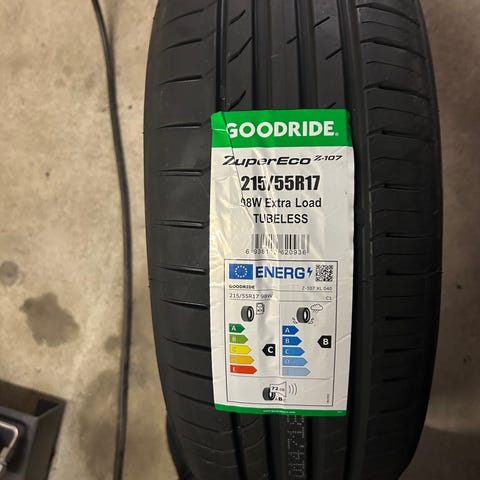 GOODRIDE
ZuperEco Z-107
215/55R17
98W Extra Load
TUBELESS
ENERG
GOODRIDE Z-107 XL 040
215/55R17 98W C1
A A
B B
C C
D D
E E
C B
72 dB
B